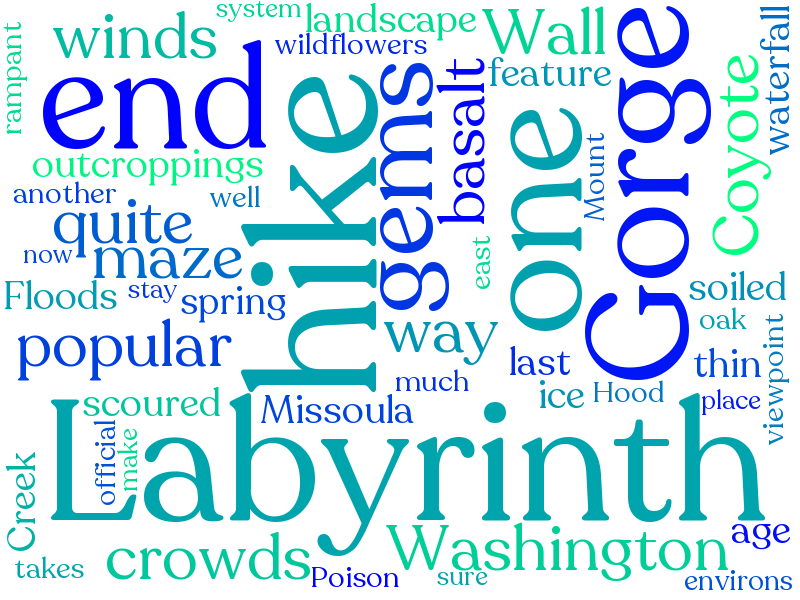 system
landscape
winds
wildflowers
Wall
Gorge
waterfall
rampant
end
hike
gems
basalt
feature
one
Mount
Coyote
outcroppings
another
well
quite
maze
now
east
Floods
stay
spring
soiled
oak
popular
way
last
thin
viewpoint
much
ice
Hood
place
scoured
Missoula
Labyrinth
official
make
Creek
crowds
Washington
age
takes
Poison
sure
environs